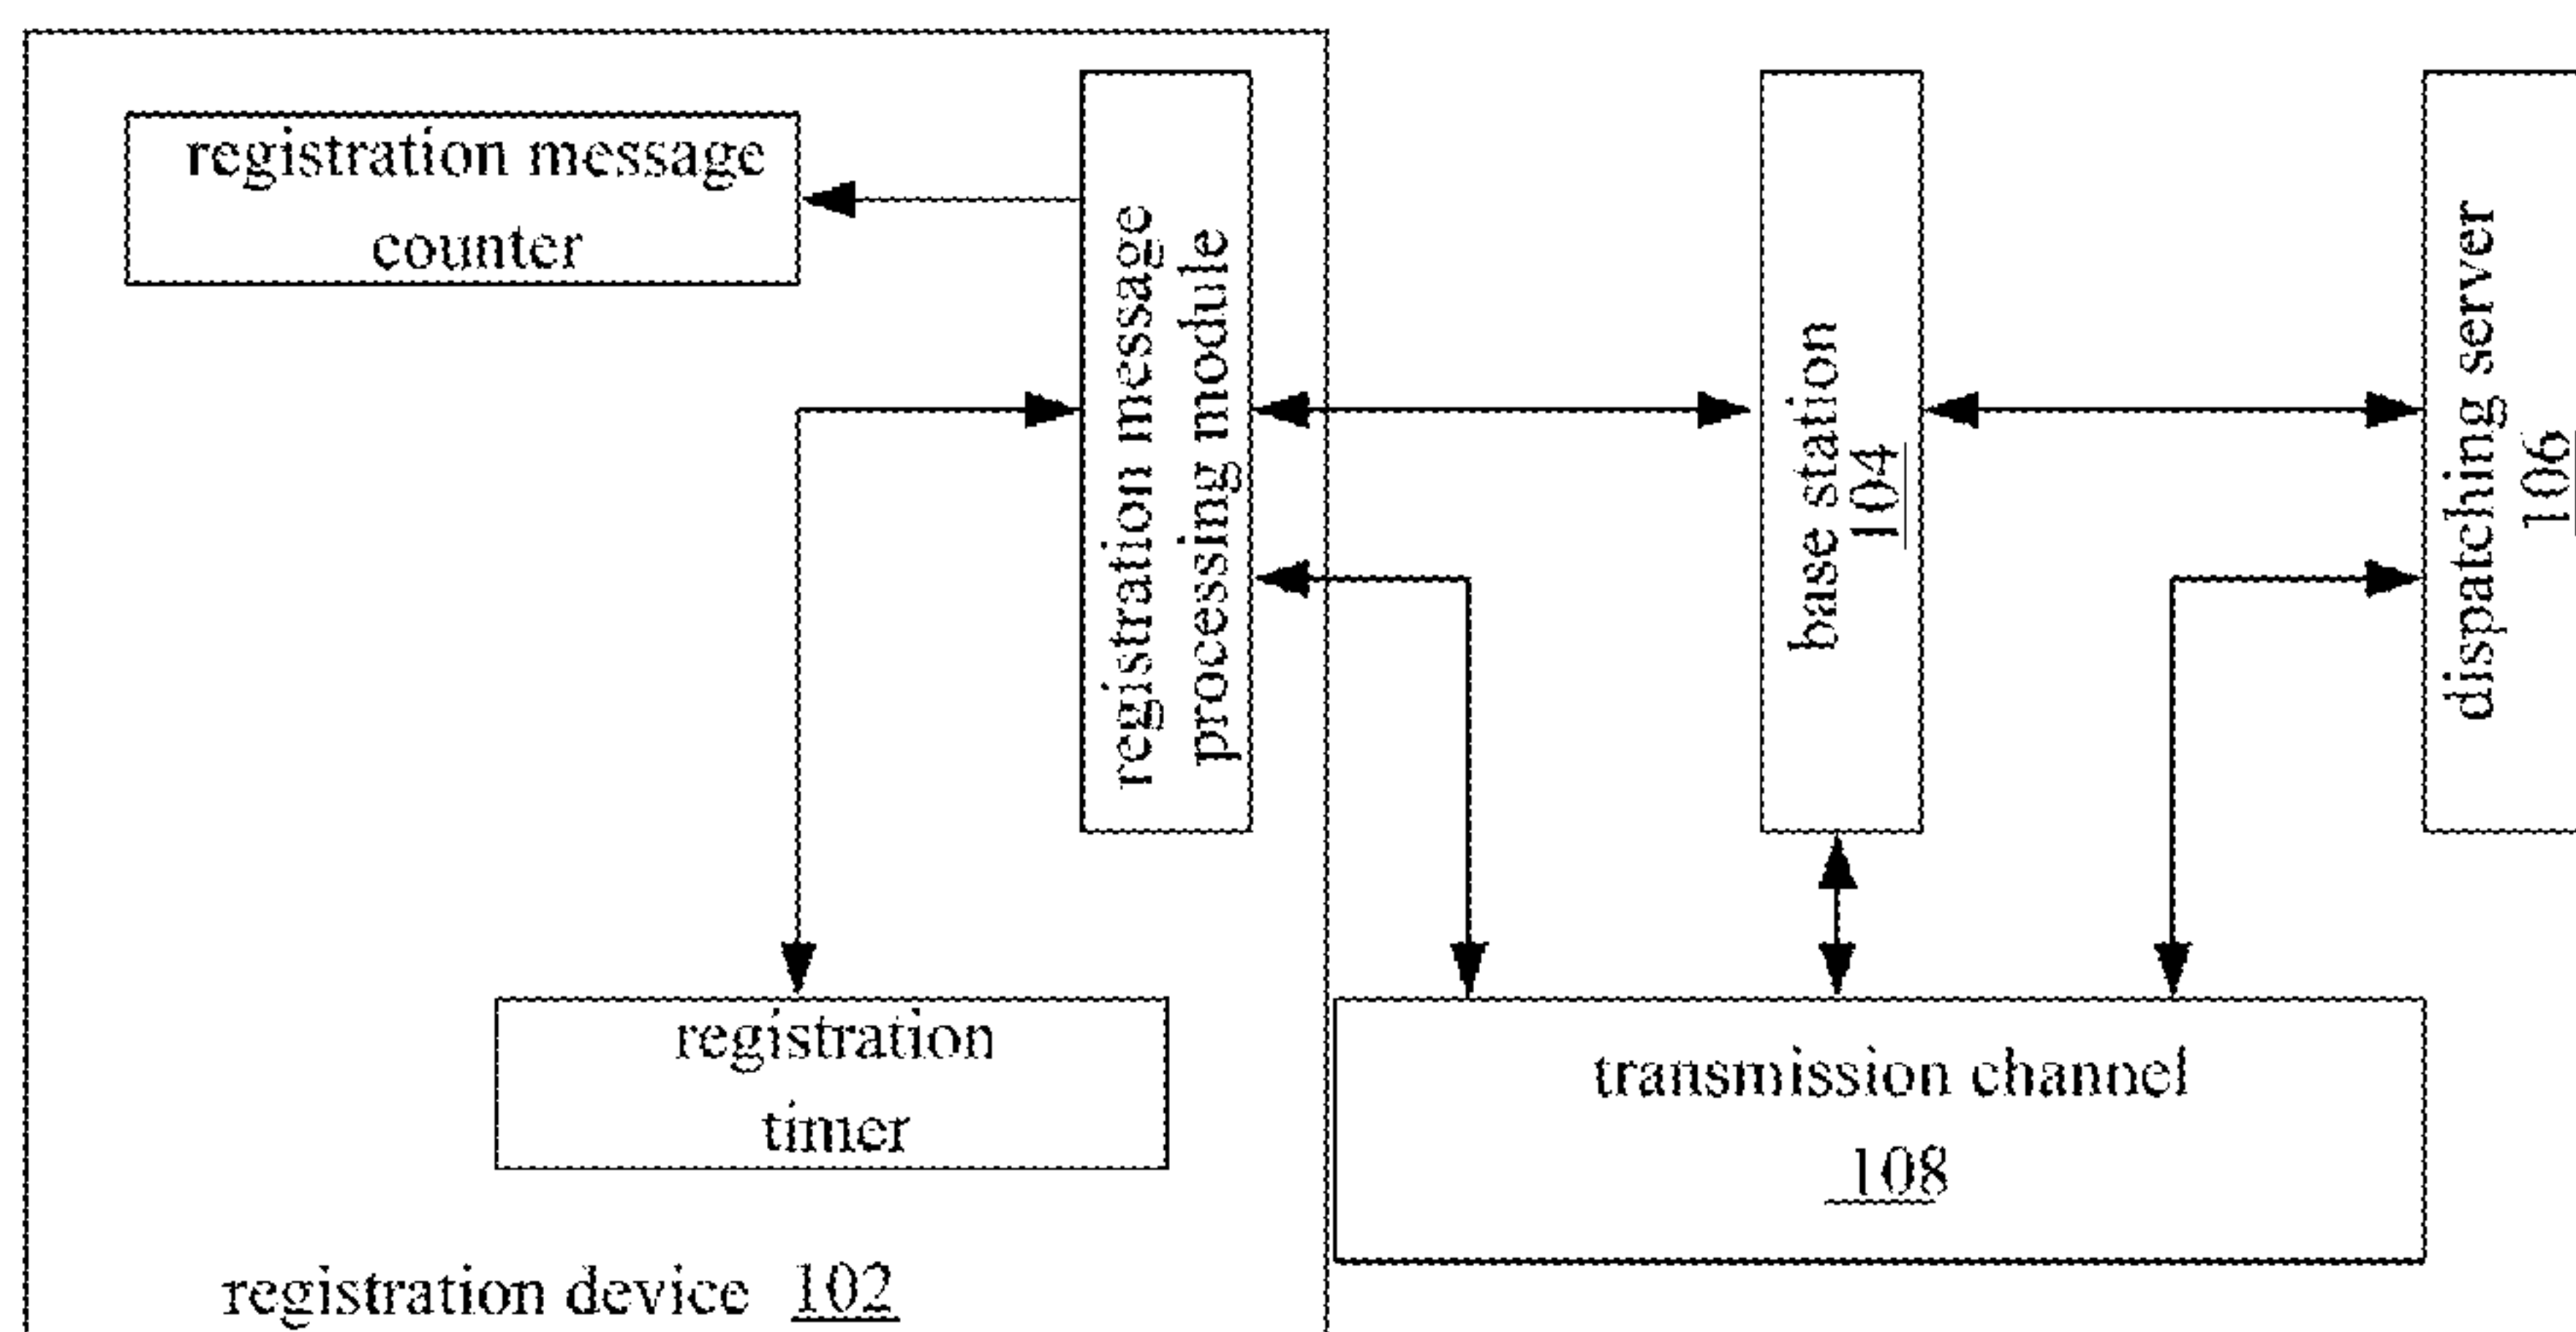 registration message
counter
registration message
processing module
base station
104
dispatching server
106
registration
timer
transmission channel
108
registration device 102